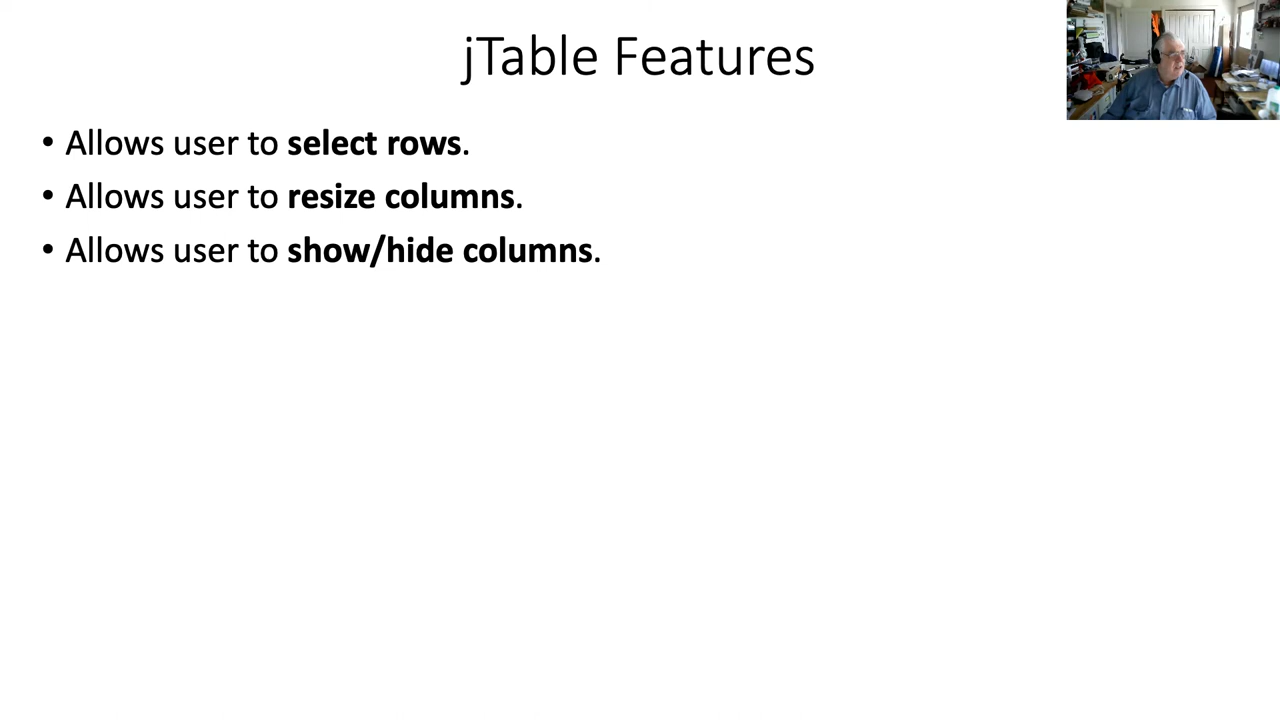 jTable Features
• Allows user to select rows.
• Allows user to resize columns.
• Allows user to show/hide columns.